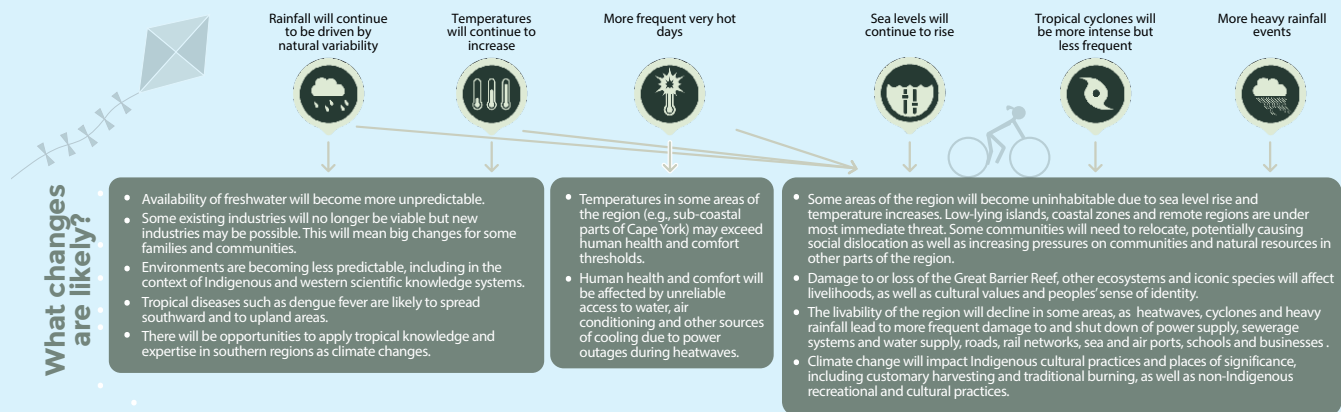 Rainfall will continue
to be driven by
natural variability
Temperatures
will continue to
increase
More frequent very hot
days
Sea levels will
continue to rise
Tropical cyclones will
be more intense but
less frequent
More heavy rainfall
events
What changes
are likely?
• Availability of freshwater will become more unpredictable.
• Some existing industries will no longer be viable but new
industries may be possible. This will mean big changes for some
families and communities.
• Environments are becoming less predictable, including in the
context of Indigenous and western scientific knowledge systems.
• Tropical diseases such as dengue fever are likely to spread
southward and to upland areas.
• There will be opportunities to apply tropical knowledge and
expertise in southern regions as climate changes.
• Temperatures in some areas of
the region (e.g., sub-coastal
parts of Cape York) may exceed
human health and comfort
thresholds.
• Human health and comfort will
be affected by unreliable
access to water, air
conditioning and other sources
of cooling due to power
outages during heatwaves.
• Some areas of the region will become uninhabitable due to sea level rise and
temperature increases. Low-lying islands, coastal zones and remote regions are under
most immediate threat. Some communities will need to relocate, potentially causing
social dislocation as well as increasing pressures on communities and natural resources in
other parts of the region.
• Damage to or loss of the Great Barrier Reef, other ecosystems and iconic species will affect
livelihoods, as well as cultural values and peoples' sense of identity.
• The livability of the region will decline in some areas, as heatwaves, cyclones and heavy
rainfall lead to more frequent damage to and shut down of power supply, sewerage
systems and water supply, roads, rail networks, sea and air ports, schools and businesses .
• Climate change will impact Indigenous cultural practices and places of significance,
including customary harvesting and traditional burning, as well as non-Indigenous
recreational and cultural practices.